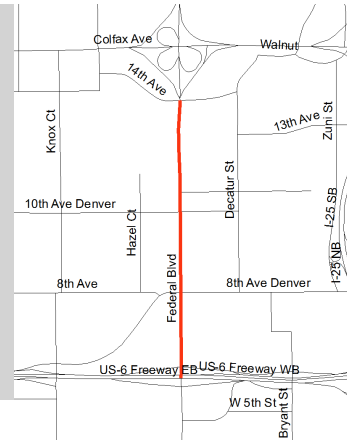 Colfax Ave
Walnut
14th Ave
Knox Ct
13th Ave
Zuni St
Decatur St
10th Ave Denver
Hazel Ct
I-25 SB
I-25 NB
Federal Blvd
8th Ave
8th Ave Denver
US-6 Freeway EB
US-6 Freeway WB
W 5th St
Bryant St